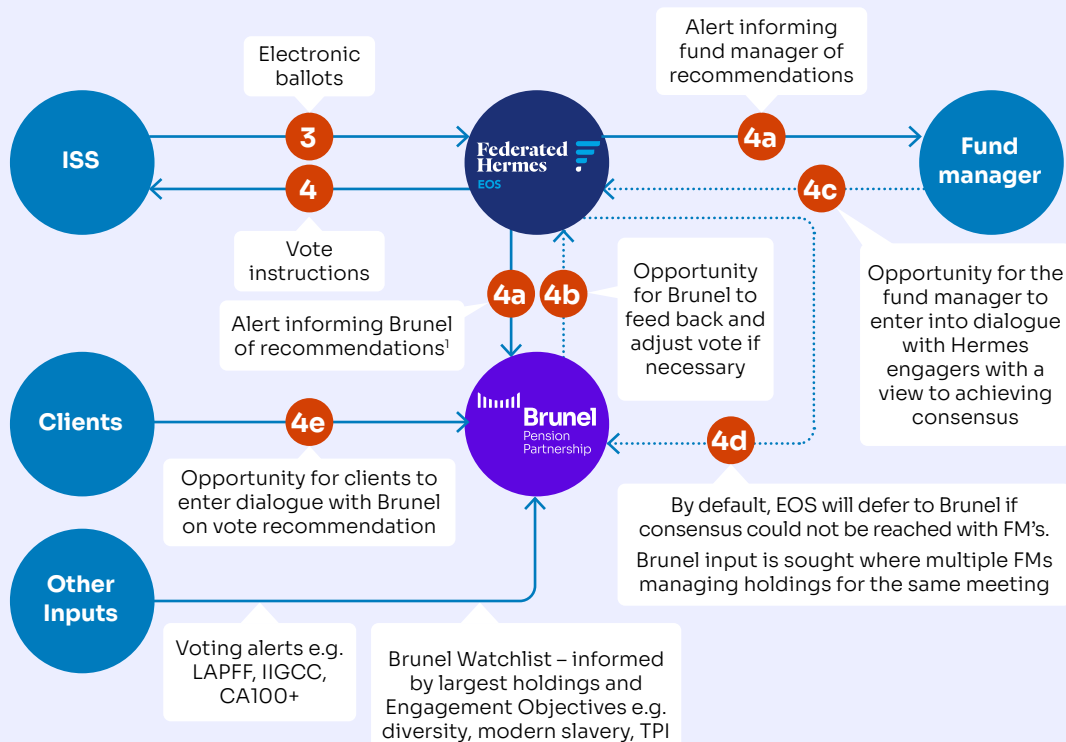 Electronic
ballots
Alert informing
fund manager of
recommendations
ISS
3
Federated
Hermes
EOS
4a
Fund
manager
4
4c
Vote
instructions
4a
4b
Opportunity
for Brunel to
feed back and
adjust vote if
necessary
Opportunity for the
fund manager to
enter into dialogue
with Hermes
engagers with a
view to achieving
consensus
Alert informing Brunel
of recommendations¹
Clients
4e
Brunel
Pension
Partnership
4d
Opportunity for clients to
enter dialogue with Brunel
on vote recommendation
By default, EOS will defer to Brunel if
consensus could not be reached with FM's.
Brunel input is sought where multiple FMs
managing holdings for the same meeting
Other
Inputs
Voting alerts e.g.
LAPFF, IIGCC,
CA100+
Brunel Watchlist – informed
by largest holdings and
Engagement Objectives e.g.
diversity, modern slavery, TPI